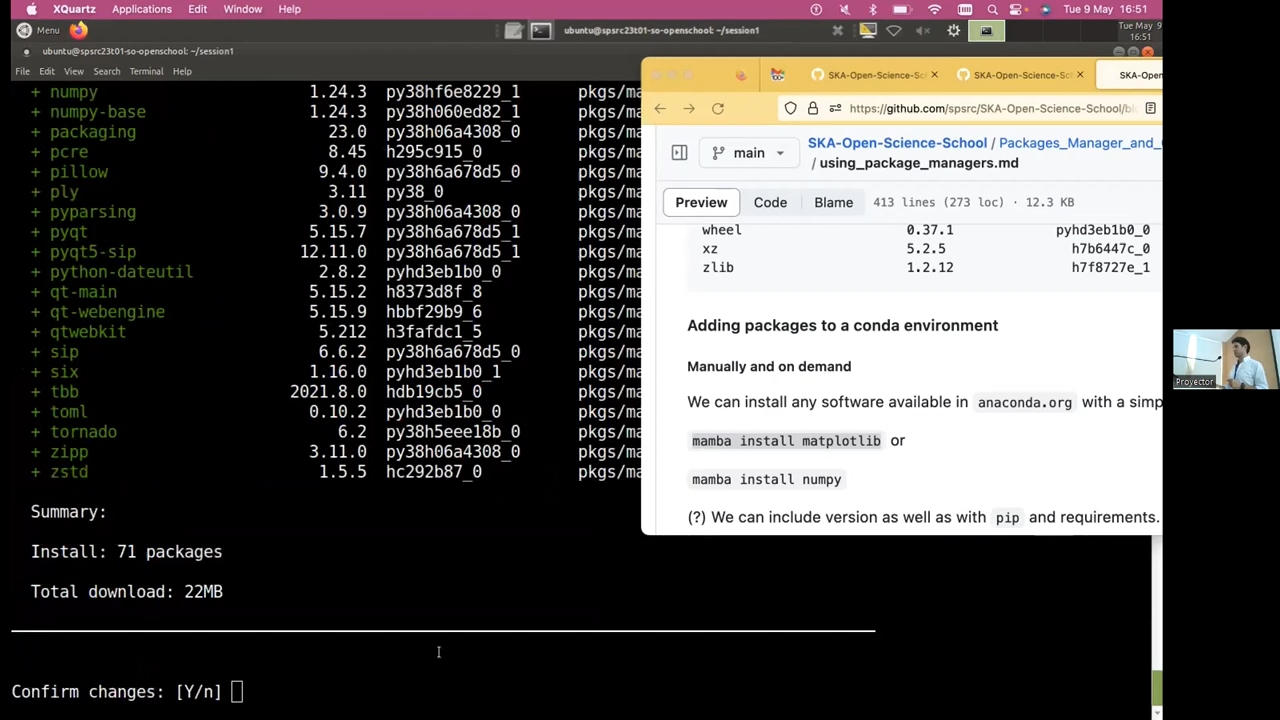 XQuartz Applications Edit Window Help Tue 9 May 16:51
Menu ubuntu@spsrc23t01-so-openschool: ~/session1 Tue May 9
16:51
ubuntu@spsrc23t01-so-openschool: ~/session1
File Edit View Search Terminal Help
+ numpy 1.24.3 py38hf6e8229_1 pkgs/ma
+ numpy-base 1.24.3 py38h060ed82_1 pkgs/ma
+ packaging 23.0 py38h06a4308_0 pkgs/ma
+ pcre 8.45 h295c915_0 pkgs/ma
+ pillow 9.4.0 py38h6a678d5_0 pkgs/ma
+ ply 3.11 py38_0 pkgs/ma
+ pyparsing 3.0.9 py38h06a4308_0 pkgs/ma
+ pyqt 5.15.7 py38h6a678d5_1 pkgs/ma
+ pyqt5-sip 12.11.0 py38h6a678d5_1 pkgs/ma
+ python-dateutil 2.8.2 pyhd3eb1b0_0 pkgs/ma
+ qt-main 5.15.2 h8373d8f_8 pkgs/ma
+ qt-webengine 5.15.9 hbbf29b9_6 pkgs/ma
+ qtwebkit 5.212 h3fafdc1_5 pkgs/ma
+ sip 6.6.2 py38h6a678d5_0 pkgs/ma
+ six 1.16.0 pyhd3eb1b0_1 pkgs/ma
+ tbb 2021.8.0 hdb19cb5_0 pkgs/ma
+ toml 0.10.2 pyhd3eb1b0_0 pkgs/ma
+ tornado 6.2 py38h5eee18b_0 pkgs/ma
+ zipp 3.11.0 py38h06a4308_0 pkgs/ma
+ zstd 1.5.5 hc292b87_0 pkgs/ma
Summary:
Install: 71 packages
Total download: 22MB
Confirm changes: [Y/n]
SKA-Open-Science-Sc SKA-Open-Science-Sc SKA-Open
https://github.com/spsrc/SKA-Open-Science-School/bl
main
SKA-Open-Science-School / Packages_Manager_and_
/ using_package_managers.md
Preview Code Blame 413 lines (273 loc) · 12.3 KB
wheel 0.37.1 pyhd3eb1b0_0
xz 5.2.5 h7b6447c_0
zlib 1.2.12 h7f8727e_1
Adding packages to a conda environment
Manually and on demand
We can install any software available in anaconda.org with a simp
mamba install matplotlib or
mamba install numpy
(?) We can include version as well as with pip and requirements.
Proyector